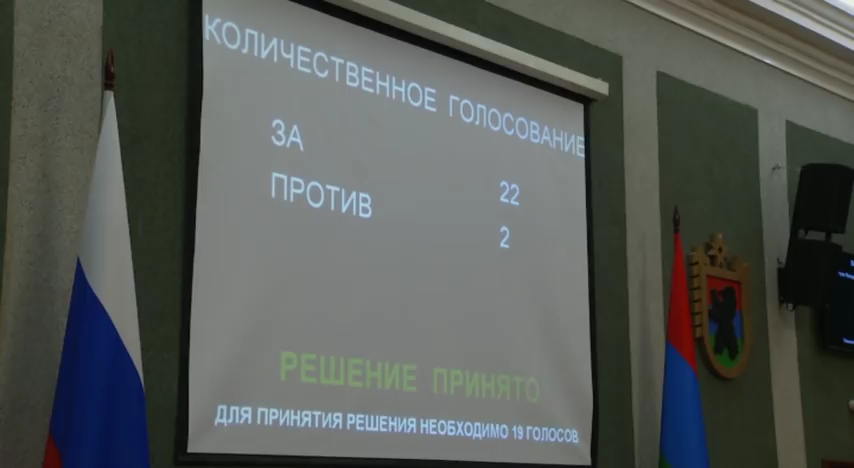 КОЛИЧЕСТВЕННОЕ ГОЛОСОВАНИЕ
ЗА 22
ПРОТИВ 2
РЕШЕНИЕ ПРИНЯТО
ДЛЯ ПРИНЯТИЯ РЕШЕНИЯ НЕОБХОДИМО 19 ГОЛОСОВ